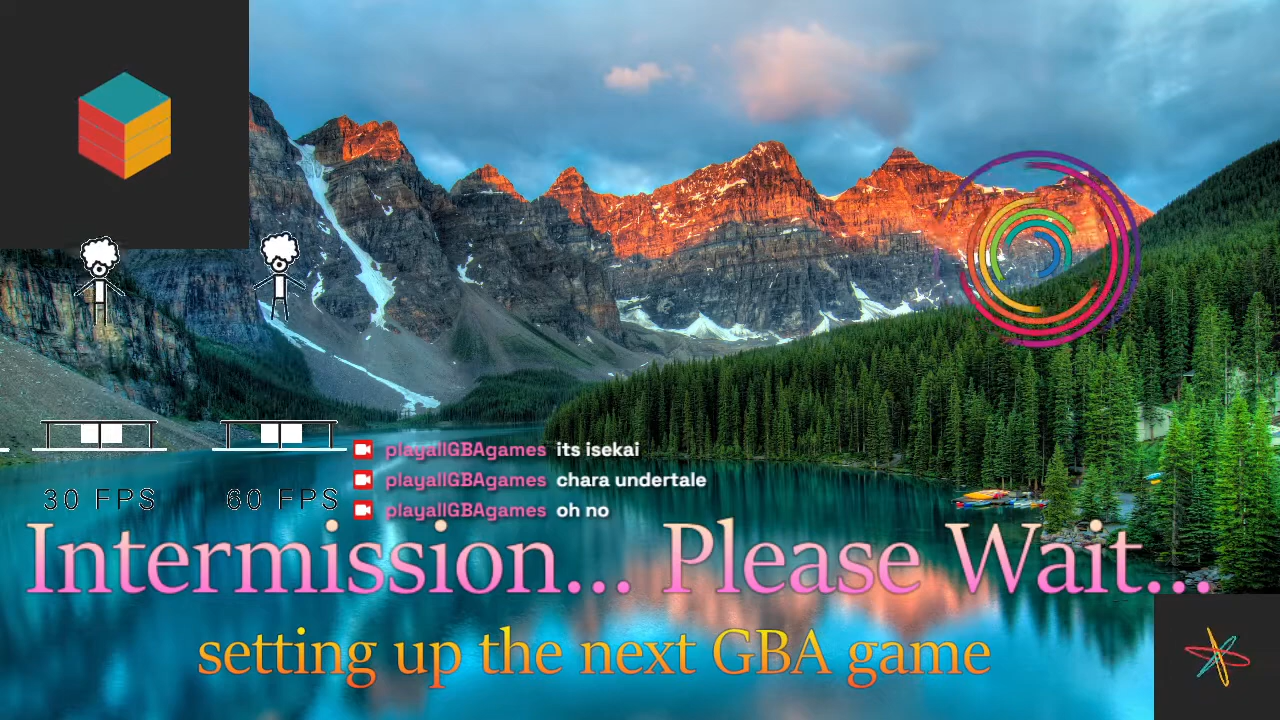 playallGBAgames its isekai
playallGBAgames chara undertale
playallGBAgames oh no
30 FPS
60 FPS
Intermission... Please Wait...
setting up the next GBA game